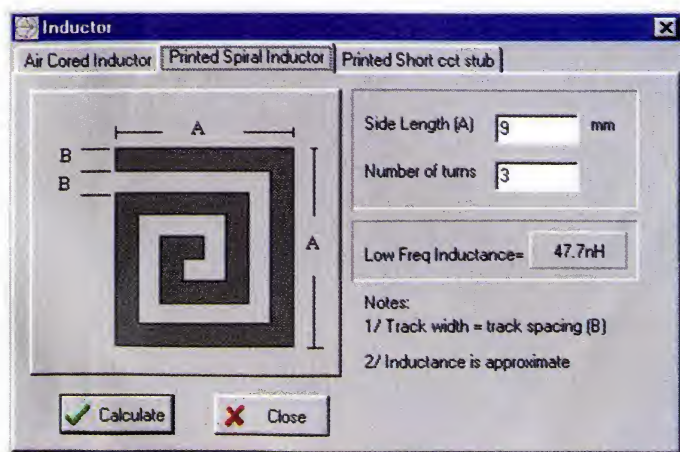 Inductor
Air Cored Inductor
Printed Spiral Inductor
Printed Short cct stub
A
B
B
A
Side Length (A) 9 mm
Number of turns 3
Low Freq Inductance= 47.7nH
Notes:
1/ Track width = track spacing (B)
2/ Inductance is approximate
Calculate
Close